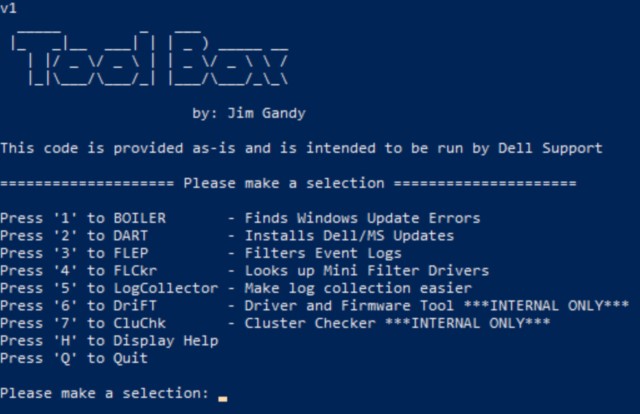 v1
Tool Box
by: Jim Gandy
This code is provided as-is and is intended to be run by Dell Support
==================== Please make a selection =====================
Press '1' to BOILER - Finds Windows Update Errors
Press '2' to DART - Installs Dell/MS Updates
Press '3' to FLEP - Filters Event Logs
Press '4' to FLCkr - Looks up Mini Filter Drivers
Press '5' to LogCollector - Make log collection easier
Press '6' to DriFT - Driver and Firmware Tool ***INTERNAL ONLY***
Press '7' to CluChk - Cluster Checker ***INTERNAL ONLY***
Press 'H' to Display Help
Press 'Q' to Quit
Please make a selection: